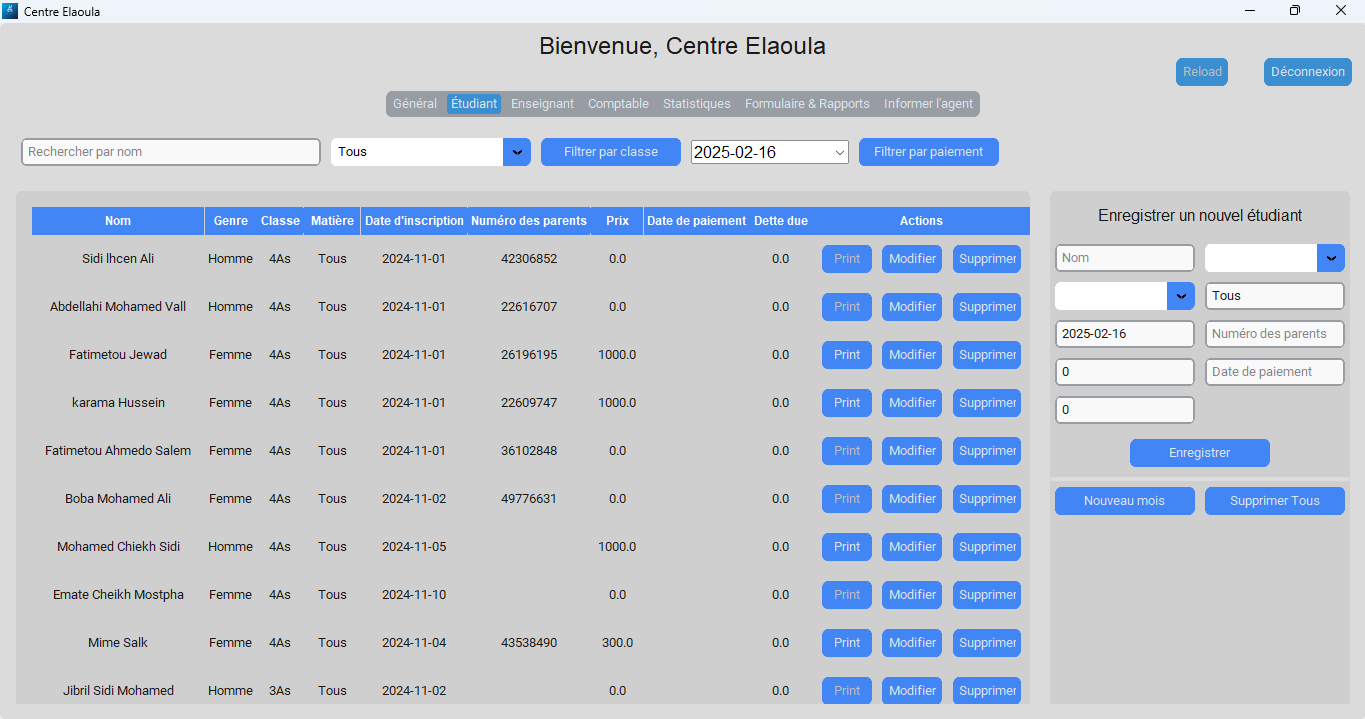 Centre Elaoula
Bienvenue, Centre Elaoula
Reload Déconnexion
Général Étudiant Enseignant Comptable Statistiques Formulaire & Rapports Informer l'agent
Rechercher par nom Tous Filtrer par classe 2025-02-16 Filtrer par paiement
Nom Genre Classe Matière Date d'inscription Numéro des parents Prix Date de paiement Dette due Actions
Sidi lhcen Ali Homme 4As Tous 2024-11-01 42306852 0.0 0.0 Print Modifier Supprimer
Abdellahi Mohamed Vall Homme 4As Tous 2024-11-01 22616707 0.0 0.0 Print Modifier Supprimer
Fatimetou Jewad Femme 4As Tous 2024-11-01 26196195 1000.0 0.0 Print Modifier Supprimer
karama Hussein Femme 4As Tous 2024-11-01 22609747 1000.0 0.0 Print Modifier Supprimer
Fatimetou Ahmedo Salem Femme 4As Tous 2024-11-01 36102848 0.0 0.0 Print Modifier Supprimer
Boba Mohamed Ali Femme 4As Tous 2024-11-02 49776631 0.0 0.0 Print Modifier Supprimer
Mohamed Chiekh Sidi Homme 4As Tous 2024-11-05 1000.0 0.0 Print Modifier Supprimer
Emate Cheikh Mostpha Femme 4As Tous 2024-11-10 0.0 0.0 Print Modifier Supprimer
Mime Salk Femme 4As Tous 2024-11-04 43538490 300.0 0.0 Print Modifier Supprimer
Jibril Sidi Mohamed Homme 3As Tous 2024-11-02 0.0 0.0 Print Modifier Supprimer
Enregistrer un nouvel étudiant
Nom
Tous
2025-02-16 Numéro des parents
0 Date de paiement
0
Enregistrer
Nouveau mois Supprimer Tous